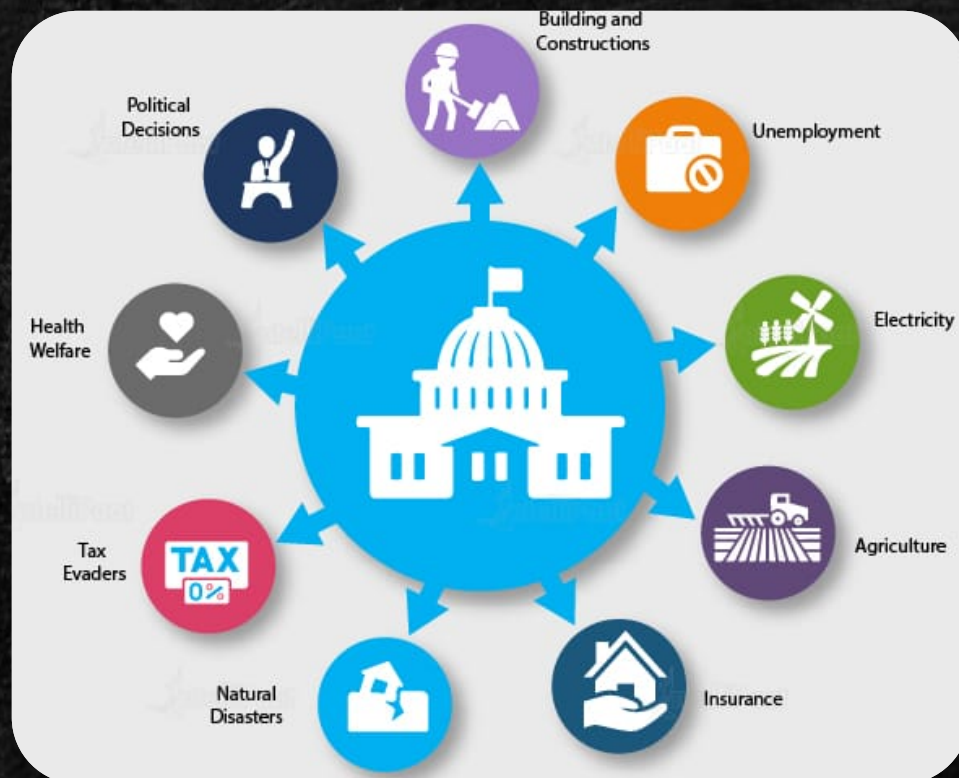 Building and
Constructions
Political
Decisions
Unemployment
Health
Welfare
Electricity
Tax
Evaders
TAX
0%
Agriculture
Natural
Disasters
Insurance